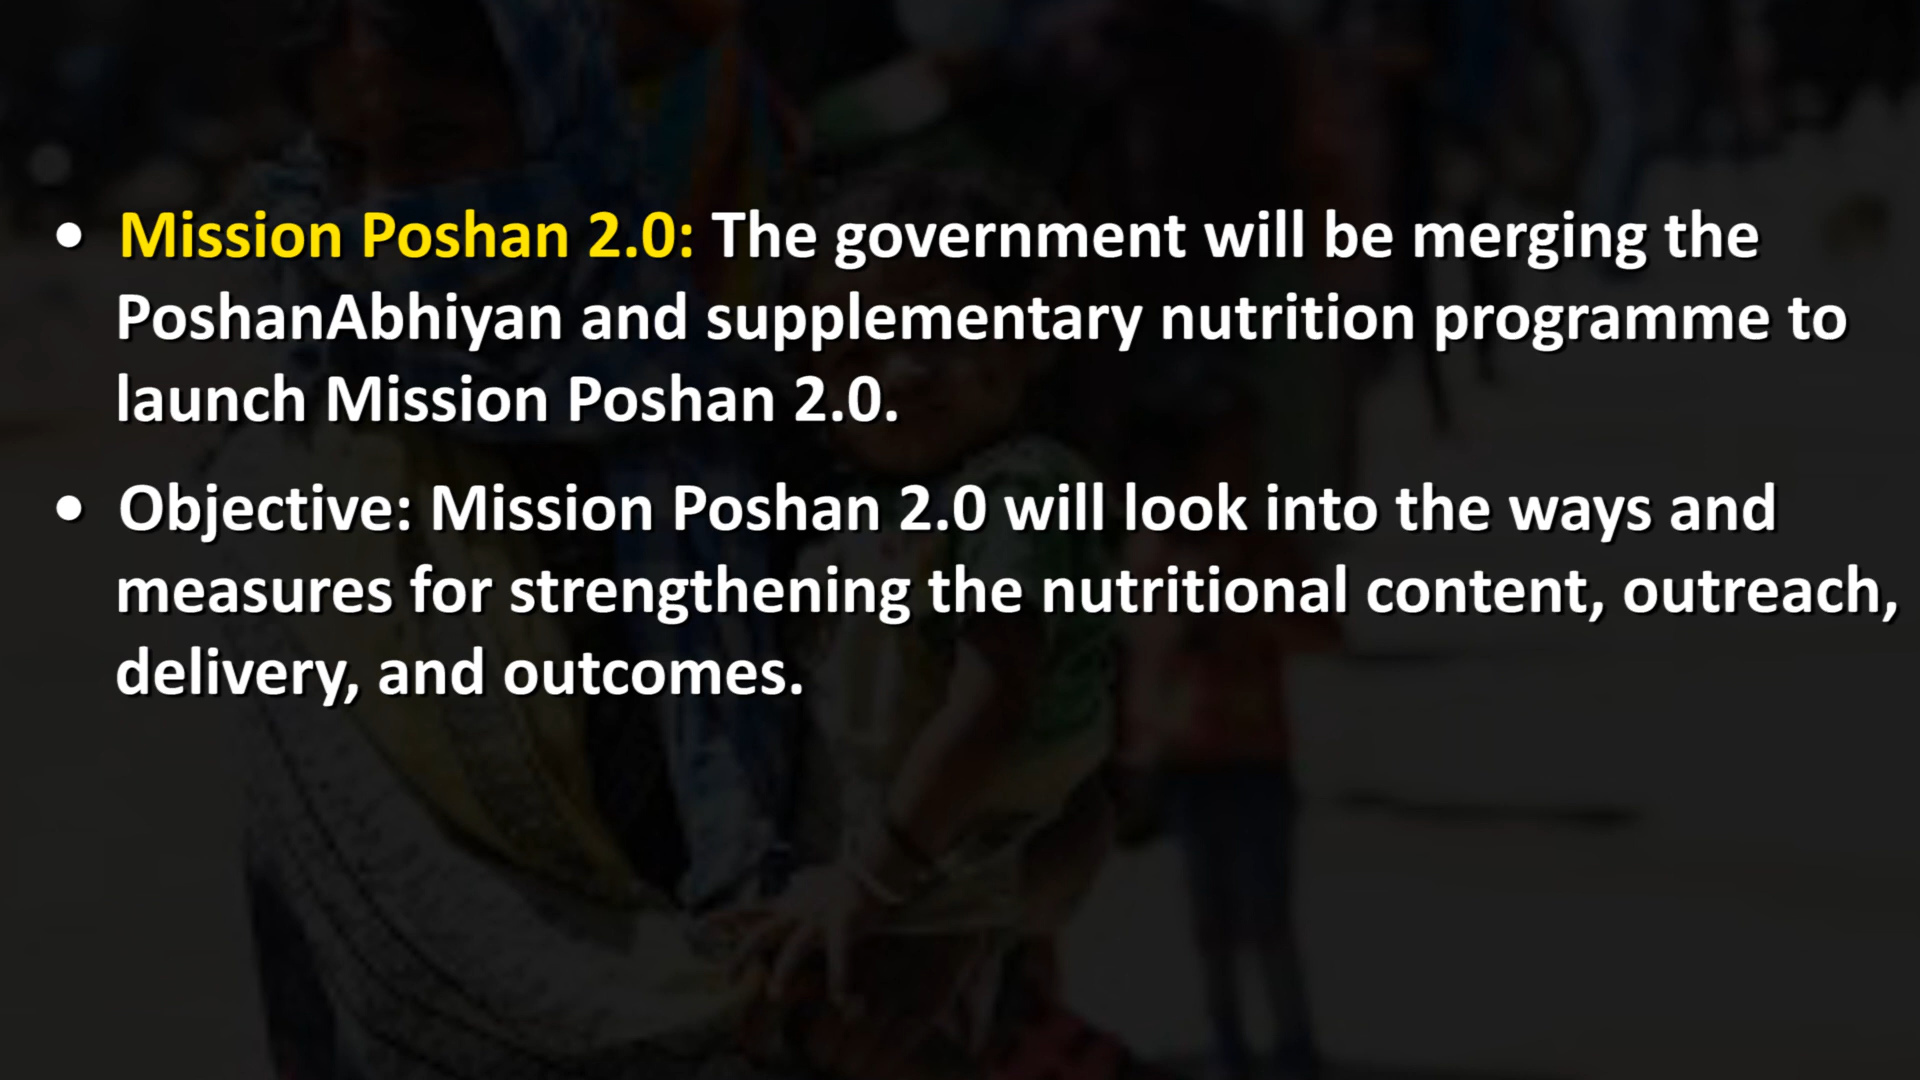 • Mission Poshan 2.0: The government will be merging the
PoshanAbhiyan and supplementary nutrition programme to
launch Mission Poshan 2.0.
• Objective: Mission Poshan 2.0 will look into the ways and
measures for strengthening the nutritional content, outreach,
delivery, and outcomes.